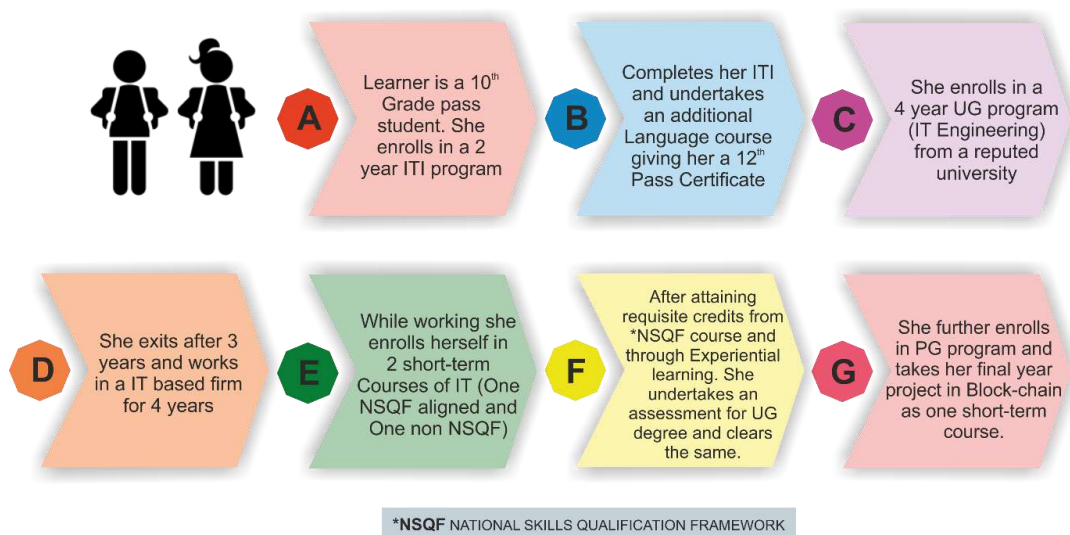 A
Learner is a 10th
Grade pass
student. She
enrolls in a 2
year ITI program
B
Completes her ITI
and undertakes
an additional
Language course
giving her a 12th
Pass Certificate
C
She enrolls in a
4 year UG program
(IT Engineering)
from a reputed
university
D
She exits after 3
years and works
in a IT based firm
for 4 years
E
While working she
enrolls herself in
2 short-term
Courses of IT (One
NSQF aligned and
One non NSQF)
F
After attaining
requisite credits from
*NSQF course and
through Experiential
learning. She
undertakes an
assessment for UG
degree and clears
the same.
G
She further enrolls
in PG program and
takes her final year
project in Block-chain
as one short-term
course.
*NSQF NATIONAL SKILLS QUALIFICATION FRAMEWORK